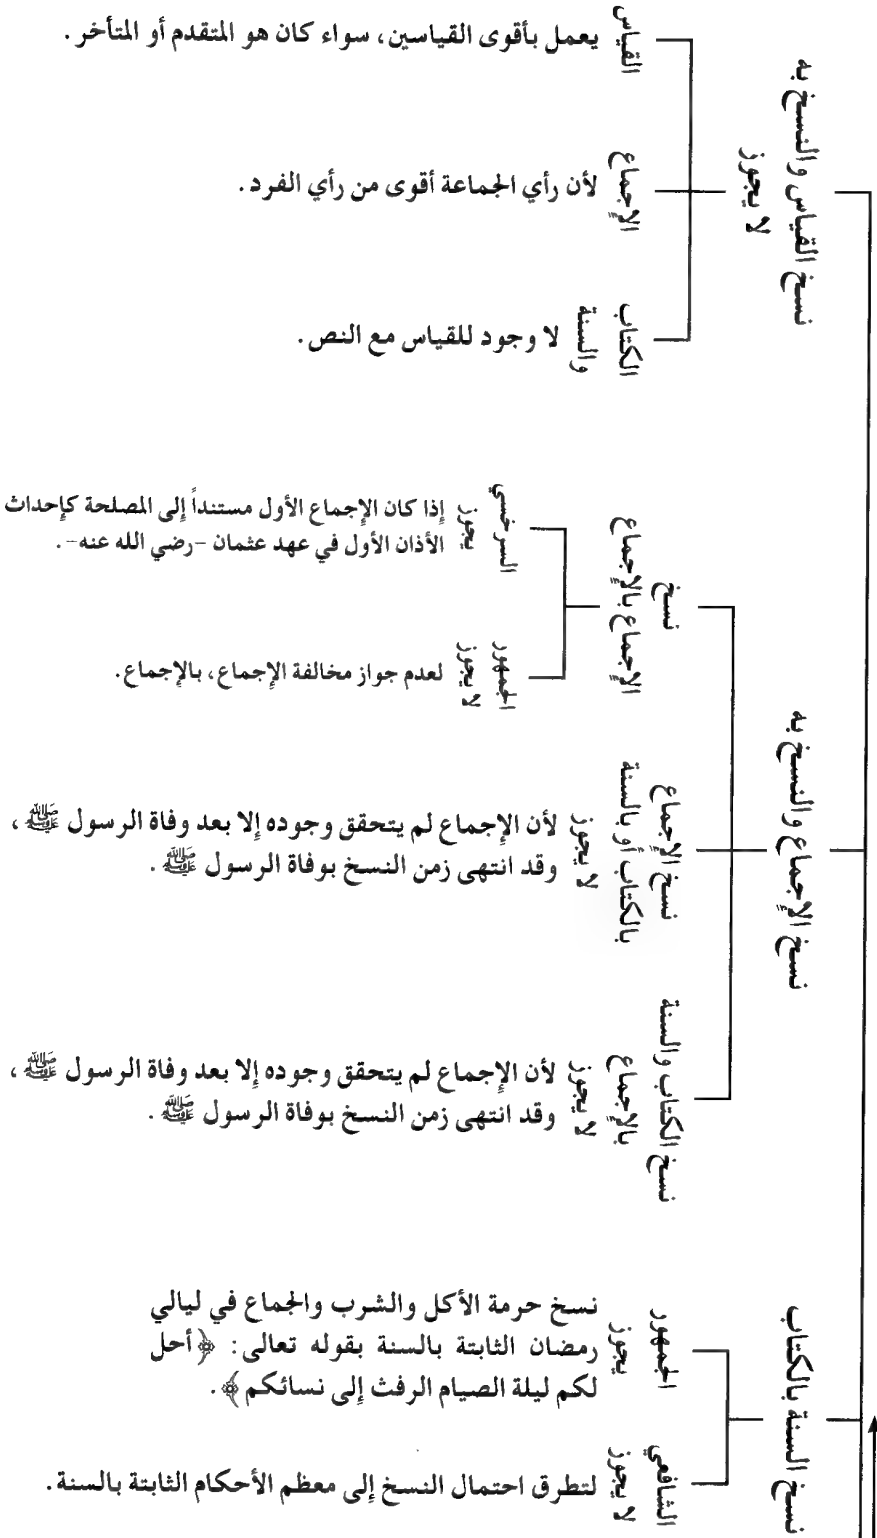 نسخ القياس والنسخ به
لا يجوز
القياس
يعمل بأقوى القياسين، سواء كان هو المتقدم أو المتأخر.
الإجماع
لأن رأي الجماعة أقوى من رأي الفرد.
الكتاب
والسنة
لا وجود للقياس مع النص.
نسخ الإجماع والنسخ به
نسخ
الإجماع بالإجماع
السرخسي
يجوز
إذا كان الإجماع الأول مستنداً إلى المصلحة كإحداث
الأذان الأول في عهد عثمان -رضي الله عنه- .
الجمهور
لا يجوز
لعدم جواز مخالفة الإجماع، بالإجماع.
نسخ الإجماع
بالكتاب أو بالسنة
لا يجوز
لأن الإجماع لم يتحقق وجوده إلا بعد وفاة الرسول ﷺ ،
وقد انتهى زمن النسخ بوفاة الرسول ﷺ .
نسخ الكتاب والسنة
بالإجماع
لا يجوز
لأن الإجماع لم يتحقق وجوده إلا بعد وفاة الرسول ﷺ ،
وقد انتهى زمن النسخ بوفاة الرسول ﷺ .
نسخ السنة بالكتاب
الجمهور
يجوز
نسخ حرمة الأكل والشرب والجماع في ليالي
رمضان الثابتة بالسنة بقوله تعالى: ﴿ أحل
لكم ليلة الصيام الرفث إلى نسائكم ﴾ .
الشافعي
لا يجوز
لتطرق احتمال النسخ إلى معظم الأحكام الثابتة بالسنة.